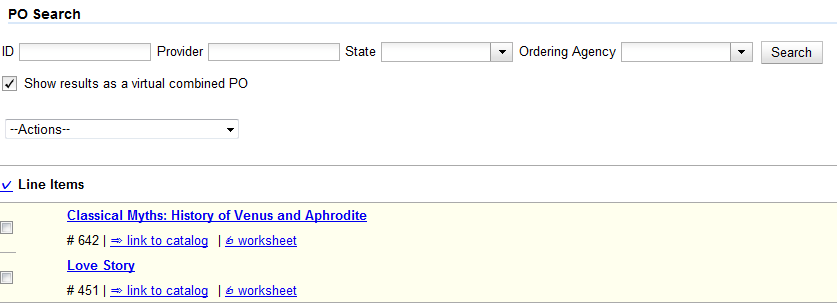 PO Search
ID Provider State Ordering Agency Search
Show results as a virtual combined PO
--Actions--
Line Items
Classical Myths: History of Venus and Aphrodite
# 642 | ⇒ link to catalog | ✍ worksheet
Love Story
# 451 | ⇒ link to catalog | ✍ worksheet